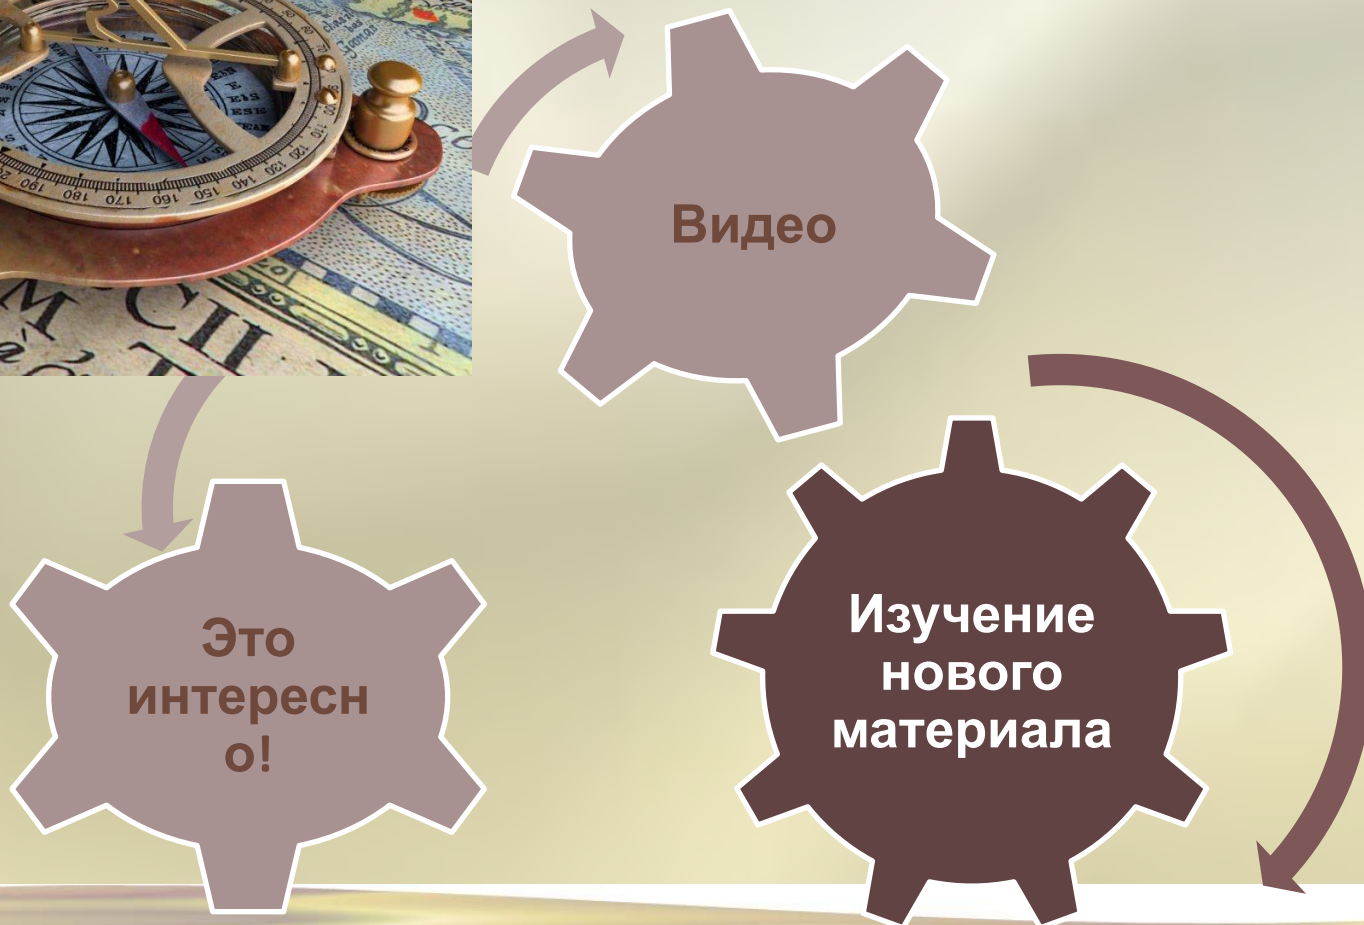 Видео
Изучение
нового
материала
Это
интересн
о!